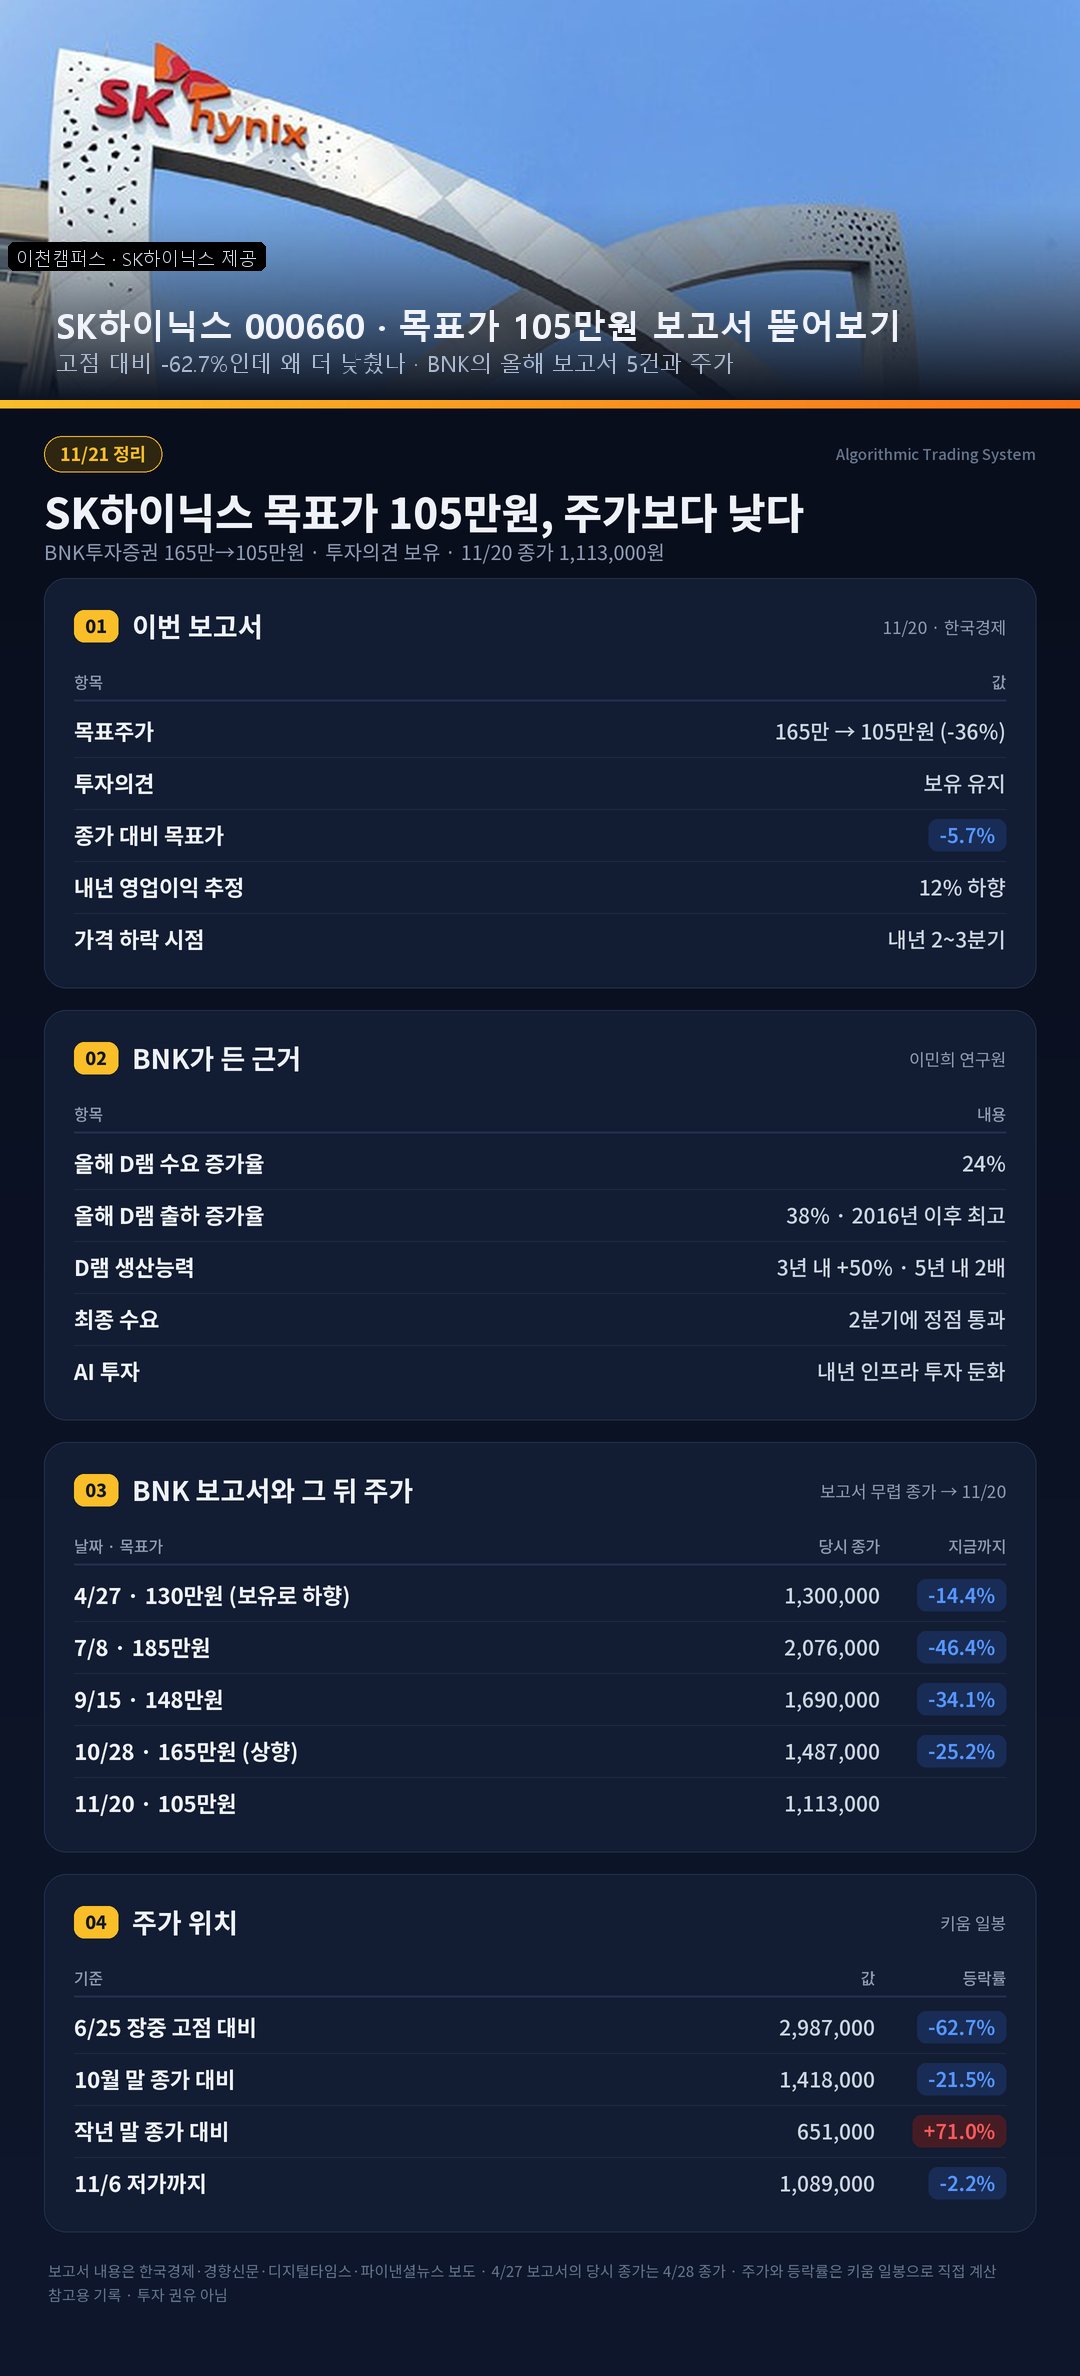 SK hynix
이천캠퍼스 · SK하이닉스 제공
SK하이닉스 000660 · 목표가 105만원 보고서 뜯어보기
고점 대비 -62.7%인데 왜 더 낮췄나 · BNK의 올해 보고서 5건과 주가
11/21 정리
Algorithmic Trading System
SK하이닉스 목표가 105만원, 주가보다 낮다
BNK투자증권 165만→105만원 · 투자의견 보유 · 11/20 종가 1,113,000원
01 이번 보고서 11/20 · 한국경제
항목 값
목표주가 165만 → 105만원 (-36%)
투자의견 보유 유지
종가 대비 목표가 -5.7%
내년 영업이익 추정 12% 하향
가격 하락 시점 내년 2~3분기
02 BNK가 든 근거 이민희 연구원
항목 내용
올해 D램 수요 증가율 24%
올해 D램 출하 증가율 38% · 2016년 이후 최고
D램 생산능력 3년 내 +50% · 5년 내 2배
최종 수요 2분기에 정점 통과
AI 투자 내년 인프라 투자 둔화
03 BNK 보고서와 그 뒤 주가 보고서 무렵 종가 → 11/20
날짜 · 목표가 당시 종가 지금까지
4/27 · 130만원 (보유로 하향) 1,300,000 -14.4%
7/8 · 185만원 2,076,000 -46.4%
9/15 · 148만원 1,690,000 -34.1%
10/28 · 165만원 (상향) 1,487,000 -25.2%
11/20 · 105만원 1,113,000
04 주가 위치 키움 일봉
기준 값 등락률
6/25 장중 고점 대비 2,987,000 -62.7%
10월 말 종가 대비 1,418,000 -21.5%
작년 말 종가 대비 651,000 +71.0%
11/6 저가까지 1,089,000 -2.2%
보고서 내용은 한국경제·경향신문·디지털타임스·파이낸셜뉴스 보도 · 4/27 보고서의 당시 종가는 4/28 종가 · 주가와 등락률은 키움 일봉으로 직접 계산
참고용 기록 · 투자 권유 아님